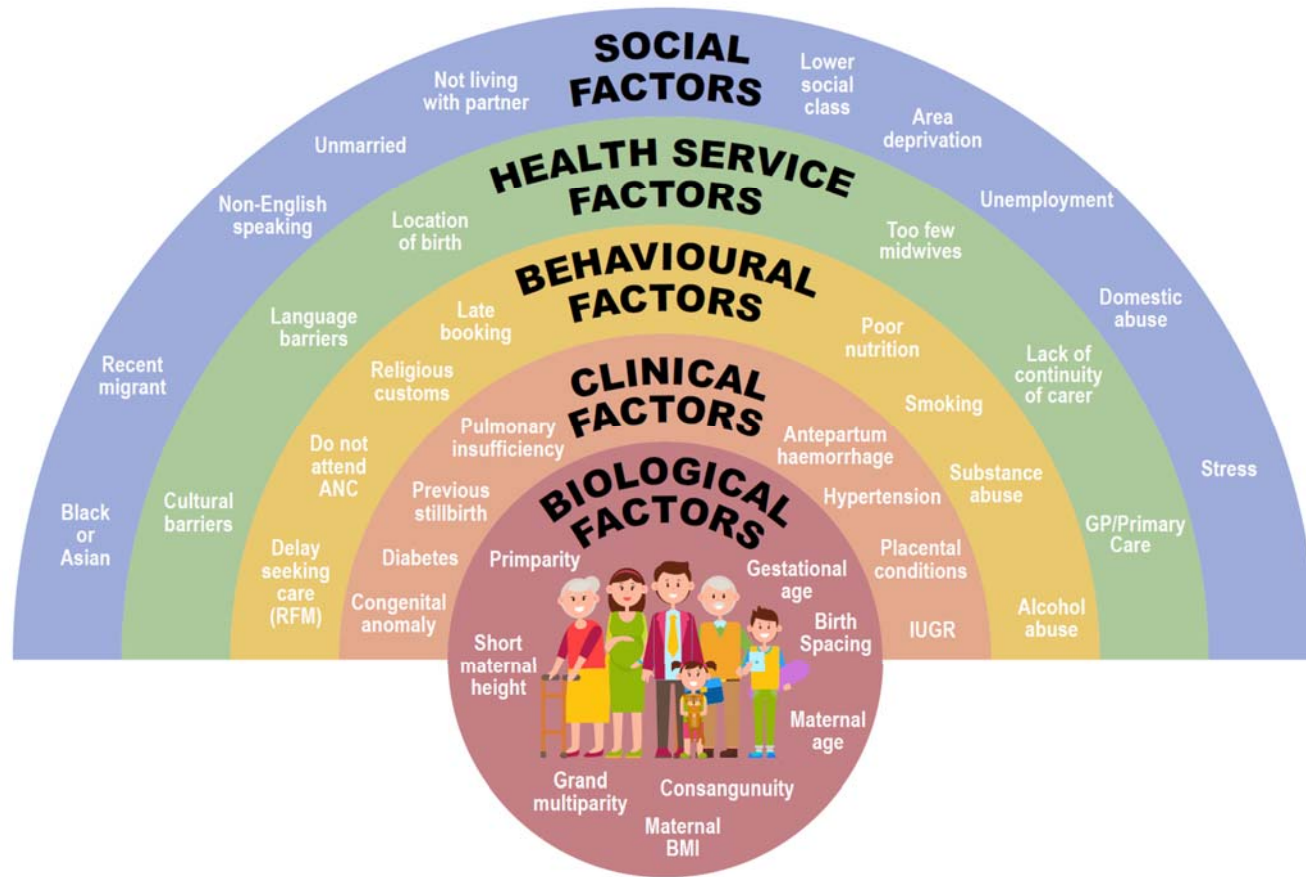 SOCIAL
FACTORS
Not living
with partner
Unmarried
Non-English
speaking
Recent
migrant
Black
or
Asian
Lower
social
class
Area
deprivation
Unemployment
Domestic
abuse
Stress
HEALTH SERVICE
FACTORS
Location
of birth
Language
barriers
Cultural
barriers
Too few
midwives
Lack of
continuity
of carer
GP/Primary
Care
BEHAVIOURAL
FACTORS
Late
booking
Religious
customs
Do not
attend
ANC
Delay
seeking
care
(RFM)
Poor
nutrition
Smoking
Substance
abuse
Alcohol
abuse
CLINICAL
FACTORS
Pulmonary
insufficiency
Previous
stillbirth
Diabetes
Congenital
anomaly
Antepartum
haemorrhage
Hypertension
Placental
conditions
IUGR
BIOLOGICAL
FACTORS
Primparity
Short
maternal
height
Grand
multiparity
Maternal
BMI
Consangunuity
Maternal
age
Birth
Spacing
Gestational
age